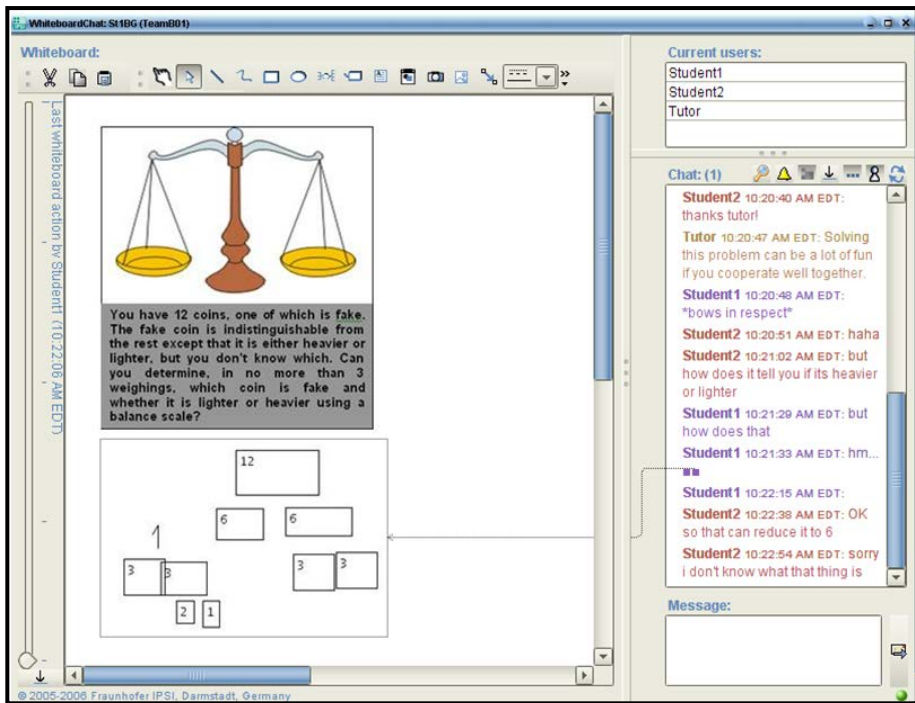 WhiteboardChat: St1BG (TeamB01)
Whiteboard:
Last whiteboard action by Student1 (10:22:06 AM EDT)
You have 12 coins, one of which is fake.
The fake coin is indistinguishable from
the rest except that it is either heavier or
lighter, but you don't know which. Can
you determine, in no more than 3
weighings, which coin is fake and
whether it is lighter or heavier using a
balance scale?
12
6 6
1
3 3 3 3
2 1
© 2005-2006 Fraunhofer IPSI, Darmstadt, Germany
Current users:
Student1
Student2
Tutor
Chat: (1)
Student2 10:20:40 AM EDT:
thanks tutor!
Tutor 10:20:47 AM EDT: Solving
this problem can be a lot of fun
if you cooperate well together.
Student1 10:20:48 AM EDT:
*bows in respect*
Student2 10:20:51 AM EDT: haha
Student2 10:21:02 AM EDT: but
how does it tell you if its heavier
or lighter
Student1 10:21:29 AM EDT: but
how does that
Student1 10:21:33 AM EDT: hm...
Student1 10:22:15 AM EDT:
Student2 10:22:38 AM EDT: OK
so that can reduce it to 6
Student2 10:22:54 AM EDT: sorry
i don't know what that thing is
Message: